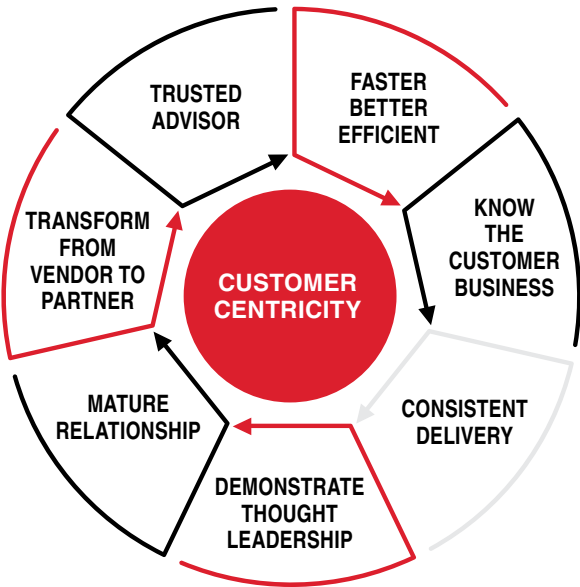 FASTER
BETTER
EFFICIENT
KNOW
THE
CUSTOMER
BUSINESS
CONSISTENT
DELIVERY
DEMONSTRATE
THOUGHT
LEADERSHIP
MATURE
RELATIONSHIP
TRANSFORM
FROM
VENDOR TO
PARTNER
TRUSTED
ADVISOR
CUSTOMER
CENTRICITY